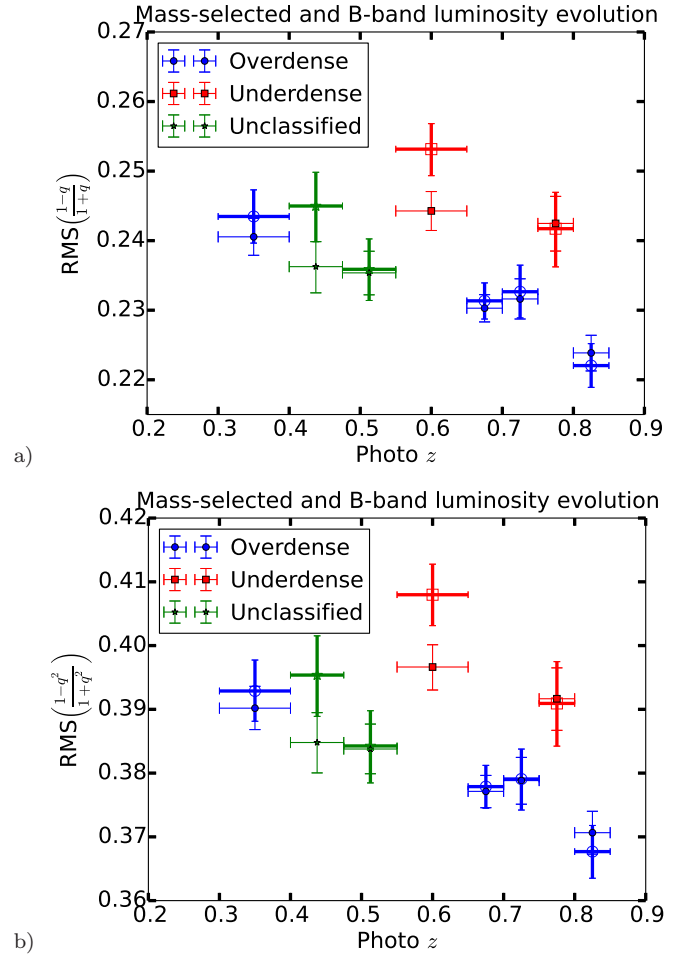 Mass-selected and B-band luminosity evolution
0.27
0.26
0.25
0.24
0.23
0.22
RMS((1−q)/(1+q))
Overdense
Underdense
Unclassified
0.2 0.3 0.4 0.5 0.6 0.7 0.8 0.9
Photo z
a)
Mass-selected and B-band luminosity evolution
0.42
0.41
0.40
0.39
0.38
0.37
0.36
RMS((1−q²)/(1+q²))
Overdense
Underdense
Unclassified
0.2 0.3 0.4 0.5 0.6 0.7 0.8 0.9
Photo z
b)